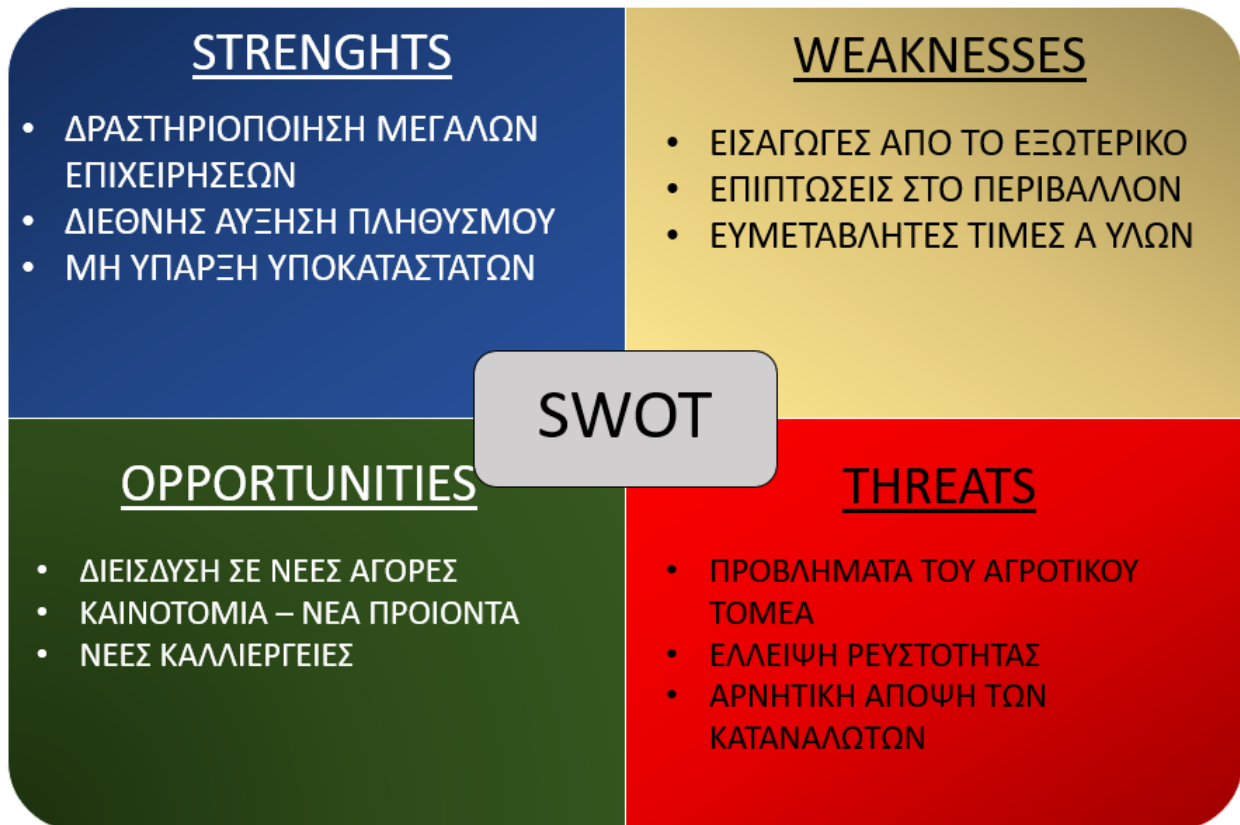 STRENGHTS
• ΔΡΑΣΤΗΡΙΟΠΟΙΗΣΗ ΜΕΓΑΛΩΝ
ΕΠΙΧΕΙΡΗΣΕΩΝ
• ΔΙΕΘΝΗΣ ΑΥΞΗΣΗ ΠΛΗΘΥΣΜΟΥ
• ΜΗ ΥΠΑΡΞΗ ΥΠΟΚΑΤΑΣΤΑΤΩΝ
WEAKNESSES
• ΕΙΣΑΓΩΓΕΣ ΑΠΟ ΤΟ ΕΞΩΤΕΡΙΚΟ
• ΕΠΙΠΤΩΣΕΙΣ ΣΤΟ ΠΕΡΙΒΑΛΛΟΝ
• ΕΥΜΕΤΑΒΛΗΤΕΣ ΤΙΜΕΣ Α ΥΛΩΝ
SWOT
OPPORTUNITIES
• ΔΙΕΙΣΔΥΣΗ ΣΕ ΝΕΕΣ ΑΓΟΡΕΣ
• ΚΑΙΝΟΤΟΜΙΑ – ΝΕΑ ΠΡΟΙΟΝΤΑ
• ΝΕΕΣ ΚΑΛΛΙΕΡΓΕΙΕΣ
THREATS
• ΠΡΟΒΛΗΜΑΤΑ ΤΟΥ ΑΓΡΟΤΙΚΟΥ
ΤΟΜΕΑ
• ΕΛΛΕΙΨΗ ΡΕΥΣΤΟΤΗΤΑΣ
• ΑΡΝΗΤΙΚΗ ΑΠΟΨΗ ΤΩΝ
ΚΑΤΑΝΑΛΩΤΩΝ